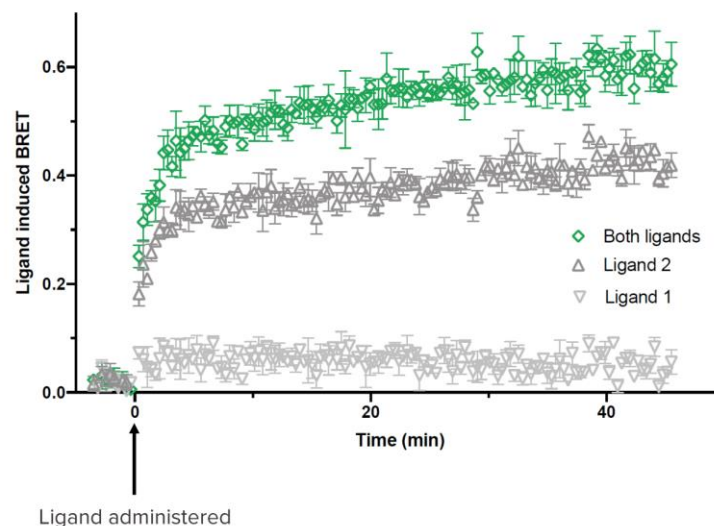 0.6
0.4
0.2
0.0
Ligand induced BRET
Both ligands
Ligand 2
Ligand 1
0
20
40
Time (min)
Ligand administered